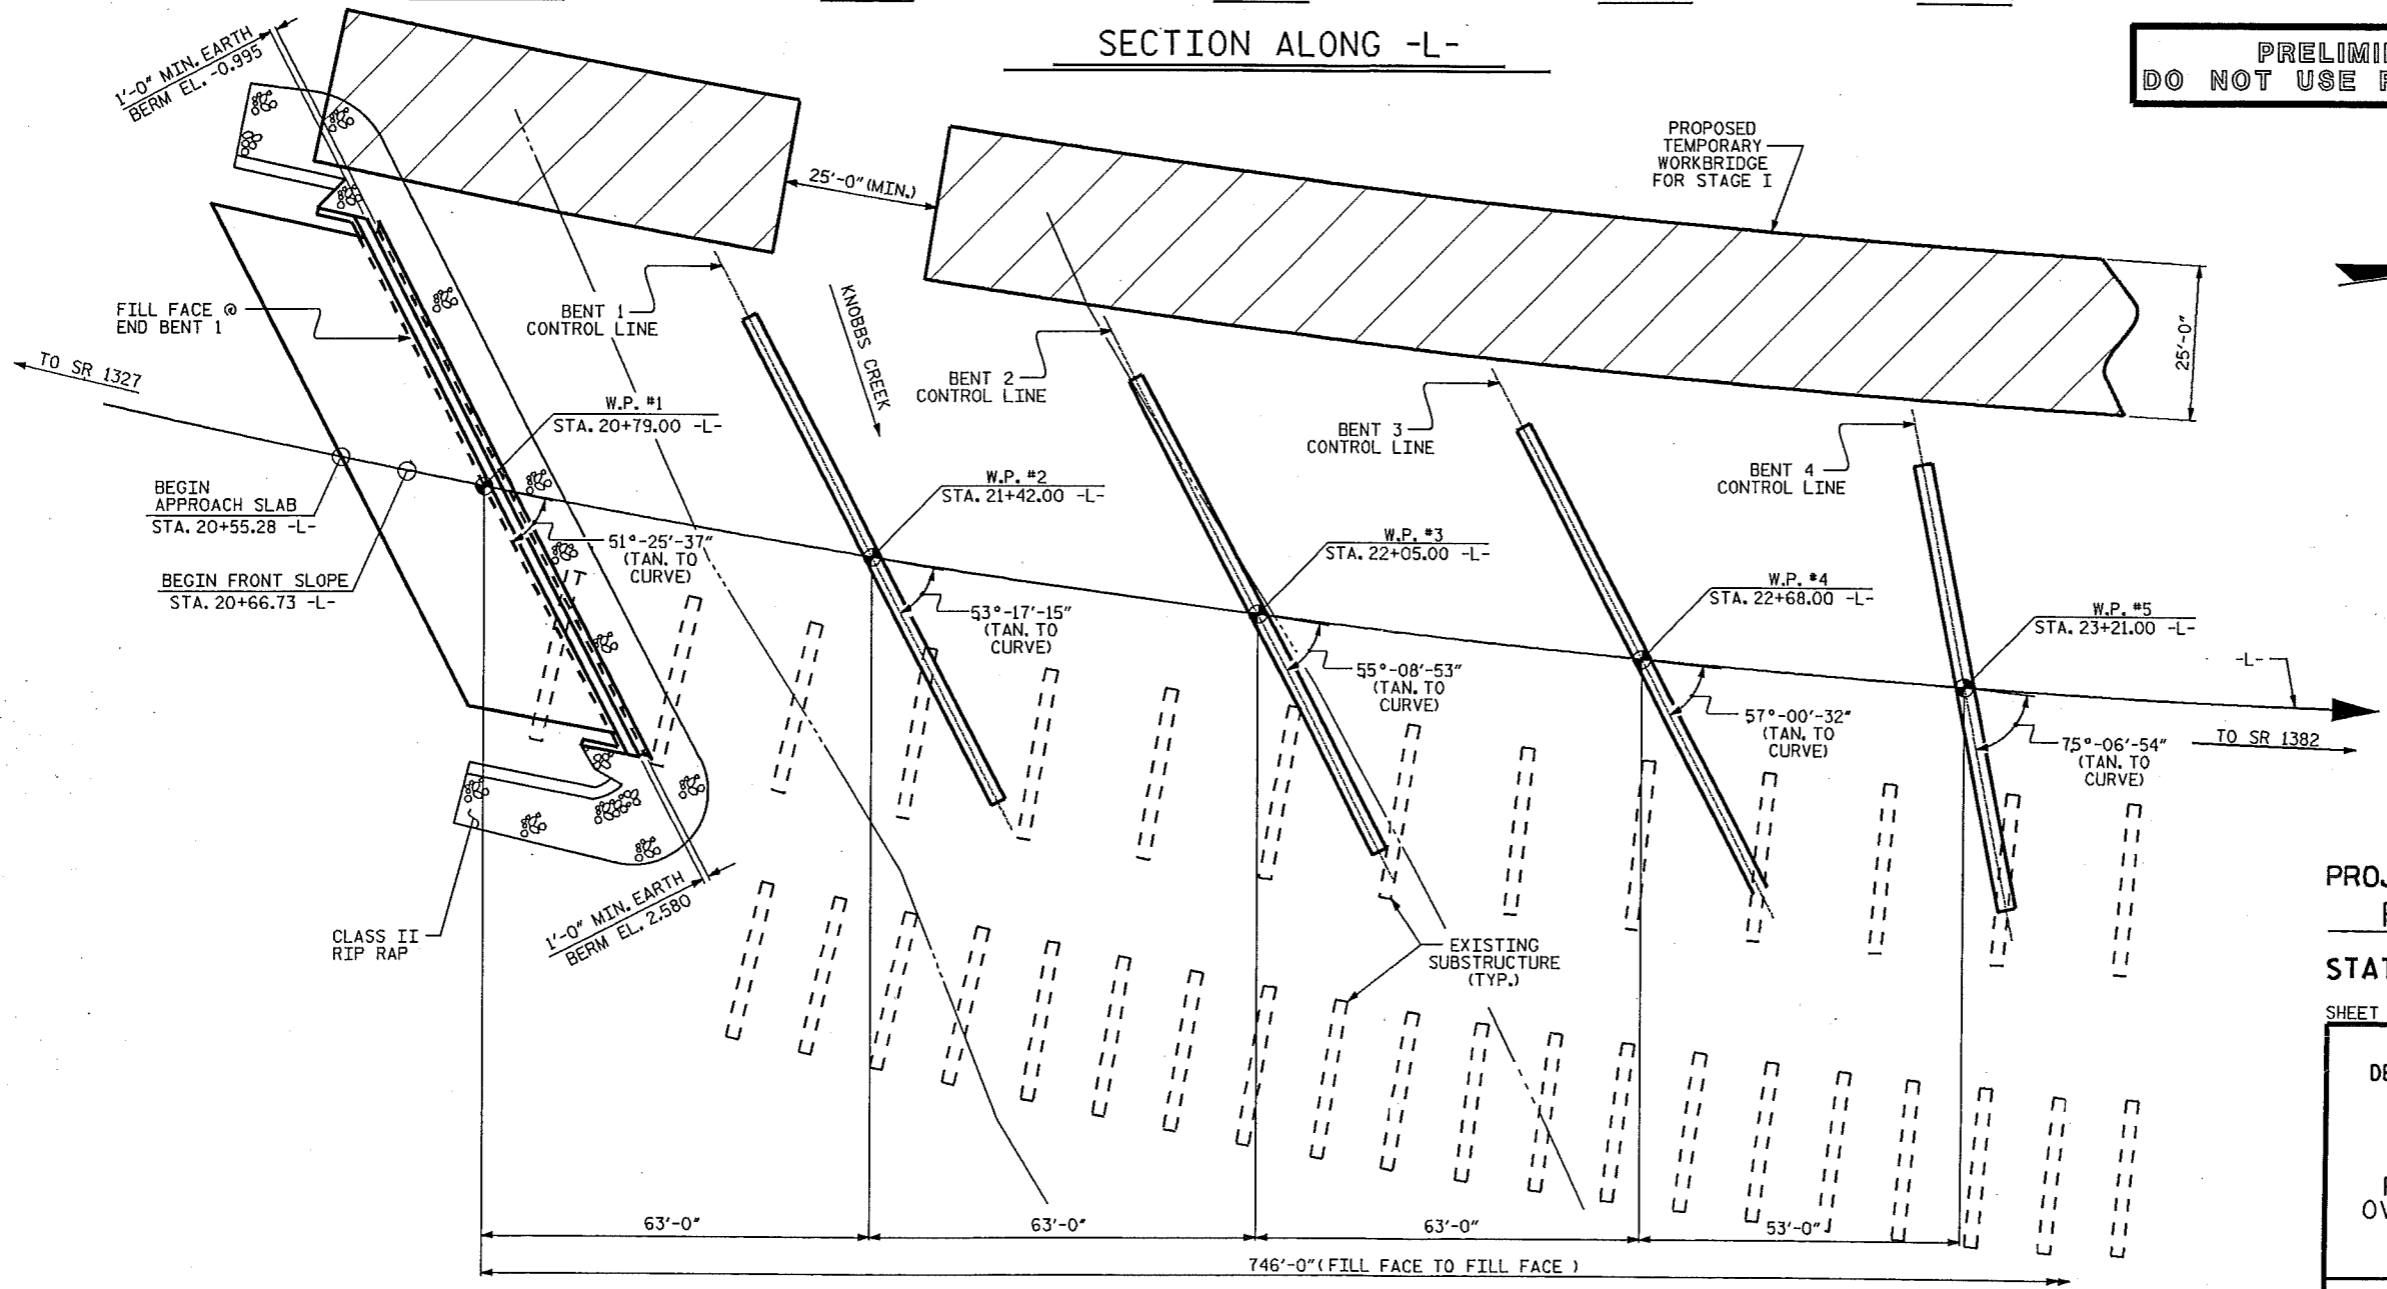 SECTION ALONG -L-
PRELIMI
DO NOT USE F
1'-0" MIN. EARTH
BERM EL. -0.995
PROPOSED
TEMPORARY
WORKBRIDGE
FOR STAGE I
25'-0" (MIN.)
25'-0"
FILL FACE @
END BENT 1
BENT 1
CONTROL LINE
KNOBBS CREEK
BENT 2
CONTROL LINE
BENT 3
CONTROL LINE
BENT 4
CONTROL LINE
TO SR 1327
W.P. #1
STA. 20+79.00 -L-
W.P. #2
STA. 21+42.00 -L-
W.P. #3
STA. 22+05.00 -L-
W.P. #4
STA. 22+68.00 -L-
W.P. #5
STA. 23+21.00 -L-
BEGIN
APPROACH SLAB
STA. 20+55.28 -L-
BEGIN FRONT SLOPE
STA. 20+66.73 -L-
51°-25'-37"
(TAN. TO
CURVE)
53°-17'-15"
(TAN. TO
CURVE)
55°-08'-53"
(TAN. TO
CURVE)
57°-00'-32"
(TAN. TO
CURVE)
75°-06'-54"
(TAN. TO
CURVE)
-L-
TO SR 1382
CLASS II
RIP RAP
1'-0" MIN. EARTH
BERM EL. 2.580
EXISTING
SUBSTRUCTURE
(TYP.)
PROJ
STAT
SHEET
DE
OV
63'-0"
63'-0"
63'-0"
53'-0"
746'-0" (FILL FACE TO FILL FACE )